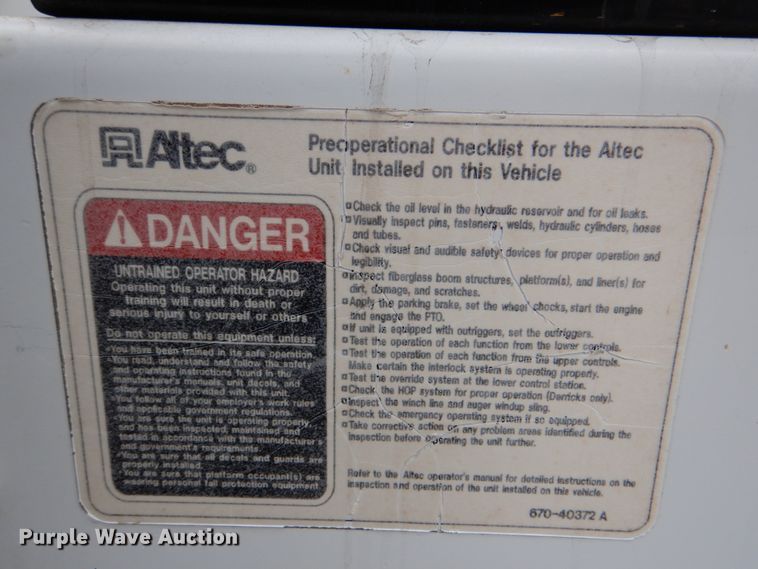 Altec®
Preoperational Checklist for the Altec
Unit Installed on this Vehicle
DANGER
UNTRAINED OPERATOR HAZARD
Operating this unit without proper
training will result in death or
serious injury to yourself or others
Do not operate this equipment unless:
•You have been trained in its safe operation
•You read, understand and follow the safety
and operating instructions found in the
manufacturer's manuals, unit decals, and
other materials provided with this unit.
•You follow all of your employer's work rules
and applicable government regulations.
•You are sure the unit is operating properly
and has been inspected, maintained and
tested in accordance with the manufacturer's
and government's requirements.
•You are sure that all decals and guards are
properly installed.
•You are sure that platform occupant(s) are
wearing personal fall protection equipment
▫Check the oil level in the hydraulic reservoir and for oil leaks.
▫Visually inspect pins, fasteners, welds, hydraulic cylinders, hoses
and tubes.
▫Check visual and audible safety devices for proper operation and
legibility.
▫Inspect fiberglass boom structures, platform(s), and liner(s) for
dirt, damage, and scratches.
▫Apply the parking brake, set the wheel chocks, start the engine
and engage the PTO.
▫If unit is equipped with outriggers, set the outriggers.
▫Test the operation of each function from the lower controls.
▫Test the operation of each function from the upper controls.
Make certain the interlock system is operating properly.
▫Test the override system at the lower control station.
▫Check the HOP system for proper operation (Derricks only).
▫Inspect the winch line and auger windup sling.
▫Check the emergency operating system if so equipped.
▫Take corrective action on any problem areas identified during the
inspection before operating the unit further.
Refer to the Altec operator's manual for detailed instructions on the
inspection and operation of the unit installed on this vehicle.
670-40372 A
Purple Wave Auction